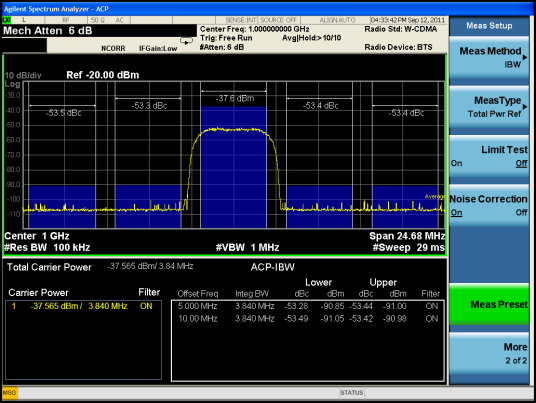 Agilent Spectrum Analyzer - ACP
L RF 50 Ω AC SENSE:INT SOURCE OFF ALIGN AUTO 04:33:42 PM Sep 12, 2011
Mech Atten 6 dB
NCORR IFGain:Low
Center Freq: 1.00000000 GHz Radio Std: W-CDMA
Trig: Free Run Avg|Hold:>10/10
#Atten: 6 dB Radio Device: BTS
10 dB/div Ref -20.00 dBm
Log
-30.0
-37.6 dBm
-53.5 dBc -53.3 dBc -53.4 dBc -53.4 dBc
-40.0
-50.0
-60.0
-70.0
-80.0
-90.0
-100
-110
Average
Center 1 GHz Span 24.68 MHz
#Res BW 100 kHz #VBW 1 MHz #Sweep 29 ms
Total Carrier Power -37.565 dBm/ 3.84 MHz ACP-IBW
Lower Upper
Carrier Power Filter
Offset Freq Integ BW dBc dBm dBc dBm Filter
1 -37.565 dBm / 3.840 MHz ON
5.000 MHz 3.840 MHz -53.28 -90.85 -53.44 -91.00 ON
10.00 MHz 3.840 MHz -53.49 -91.05 -53.42 -90.98 ON
MSG STATUS
Meas Setup
Meas Method
IBW
MeasType
Total Pwr Ref
Limit Test
On Off
Noise Correction
On Off
Meas Preset
More
2 of 2